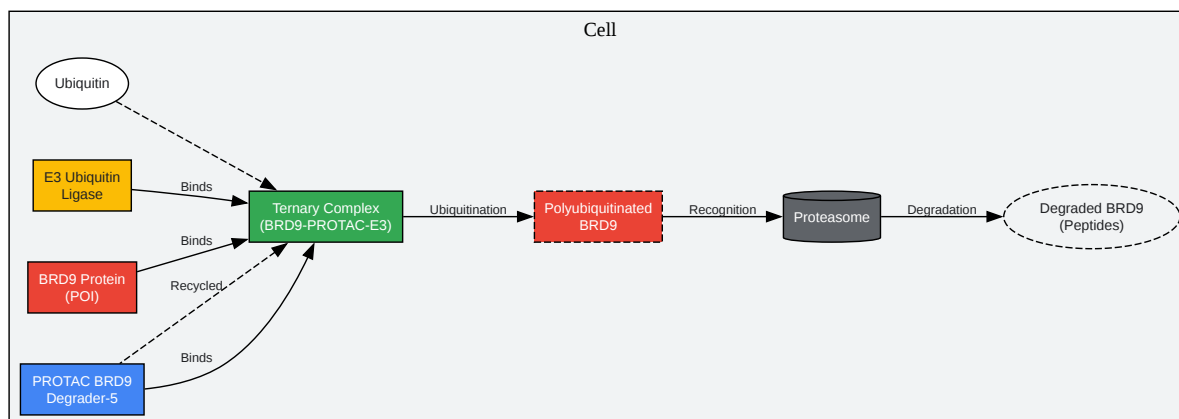 Cell
Ubiquitin
E3 Ubiquitin
Ligase
Binds
Ternary Complex
(BRD9-PROTAC-E3)
Ubiquitination
Polyubiquitinated
BRD9
Recognition
Proteasome
Degradation
Degraded BRD9
(Peptides)
Binds
BRD9 Protein
(POI)
Recycled
Binds
PROTAC BRD9
Degrader-5